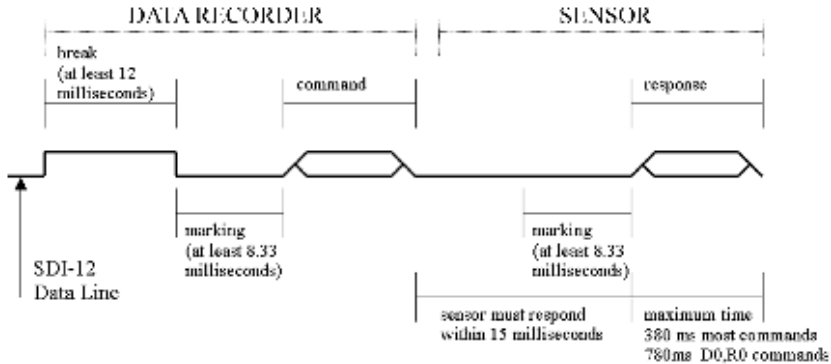 DATA RECORDER
SENSOR
break
(at least 12
milliseconds)
command
response
marking
(at least 8.33
milliseconds)
marking
(at least 8.33
milliseconds)
SDI-12
Data Line
sensor must respond
within 15 milliseconds
maximum time
380 ms most commands
780ms D0,R0 commands